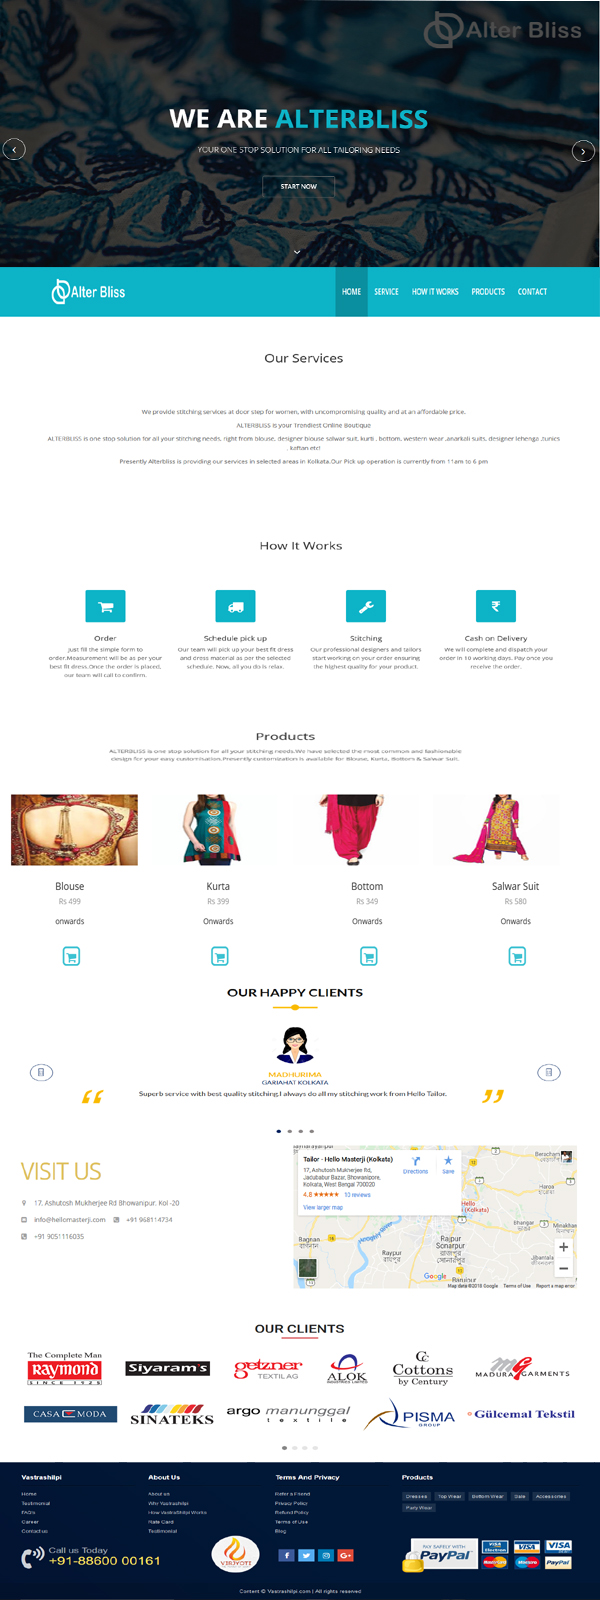 Alter Bliss
WE ARE ALTERBLISS
YOUR ONE STOP SOLUTION FOR ALL TAILORING NEEDS
START NOW
Alter Bliss
HOME SERVICE HOW IT WORKS PRODUCTS CONTACT
Our Services
We provide stitching services at door step for women, with uncompromising quality and at an affordable price.
ALTERBLISS is your Trendiest Online Boutique
ALTERBLISS is one stop solution for all your stitching needs, right from blouse, designer blouse salwar suit, kurti , bottom, western wear ,anarkali suits, designer lehenga ,tunics
, kaftan etc!
Presently Alterbliss is providing our services in selected areas in Kolkata.Our Pick up operation is currently from 11am to 6 pm
How It Works
Order
Just fill the simple form to
order.Measurement will be as per your
best fit dress.Once the order is placed,
our team will call to confirm.
Schedule pick up
Our team will pick up your best fit dress
and dress material as per the selected
schedule. Now, all you do is relax.
Stitching
Our professional designers and tailors
start working on your order ensuring
the highest quality for your product.
Cash on Delivery
We will complete and dispatch your
order in 10 working days. Pay once you
receive the order.
Products
ALTERBLISS is one stop solution for all your stitching needs,We have selected the most common and fashionable
design for your easy customisation.Presently customization is available for Blouse, Kurta, Bottom & Salwar Suit.
Blouse
Rs 499
onwards
Kurta
Rs 399
Onwards
Bottom
Rs 349
Onwards
Salwar Suit
Rs 580
Onwards
OUR HAPPY CLIENTS
MADHURIMA
GARIAHAT KOLKATA
“ Superb service with best quality stitching.I always do all my stitching work from Hello Tailor. ”
VISIT US
17, Ashutosh Mukherjee Rd Bhowanipur, Kol -20
info@hellomasterji.com +91 968114734
+91 9051116035
Tailor - Hello Masterji (Kolkata)
17, Ashutosh Mukherjee Rd,
Jadubabur Bazar, Bhowanipore,
Kolkata, West Bengal 700020
4.8 ★★★★★ 10 reviews
View larger map
Directions
Save
Bagnan
Rajpur
Rajpur
Sonarpur
Bhangar
Minakhan
Google
Map data ©2018 Google Terms of Use Report a map error
OUR CLIENTS
The Complete Man
Raymond
SINCE 1925
Siyaram's
getzner
TEXTIL AG
ALOK
INDUSTRIES LIMITED
CC
Cottons
by Century
MADURA GARMENTS
CASA MODA
SINATEKS
argo manunggal
textile
PISMA
GROUP
Gülcemal Tekstil
Vastrashilpi
Home
Testimonial
FAQ's
Career
Contact us
About Us
About us
Why Vastrashilpi
How VastraShilpi Works
Rate Card
Testimonial
Terms And Privacy
Refer a Friend
Privacy Policy
Refund Policy
Terms of Use
Blog
Products
Dresses Top Wear Bottom Wear Sale Accessories
Party Wear
Call us Today
+91-88600 00161
PAY SAFELY WITH
PayPal
VISA
VISA
Electron
VISA
MasterCard
Maestro
PayPal
Content © Vastrashilpi.com | All rights reserved